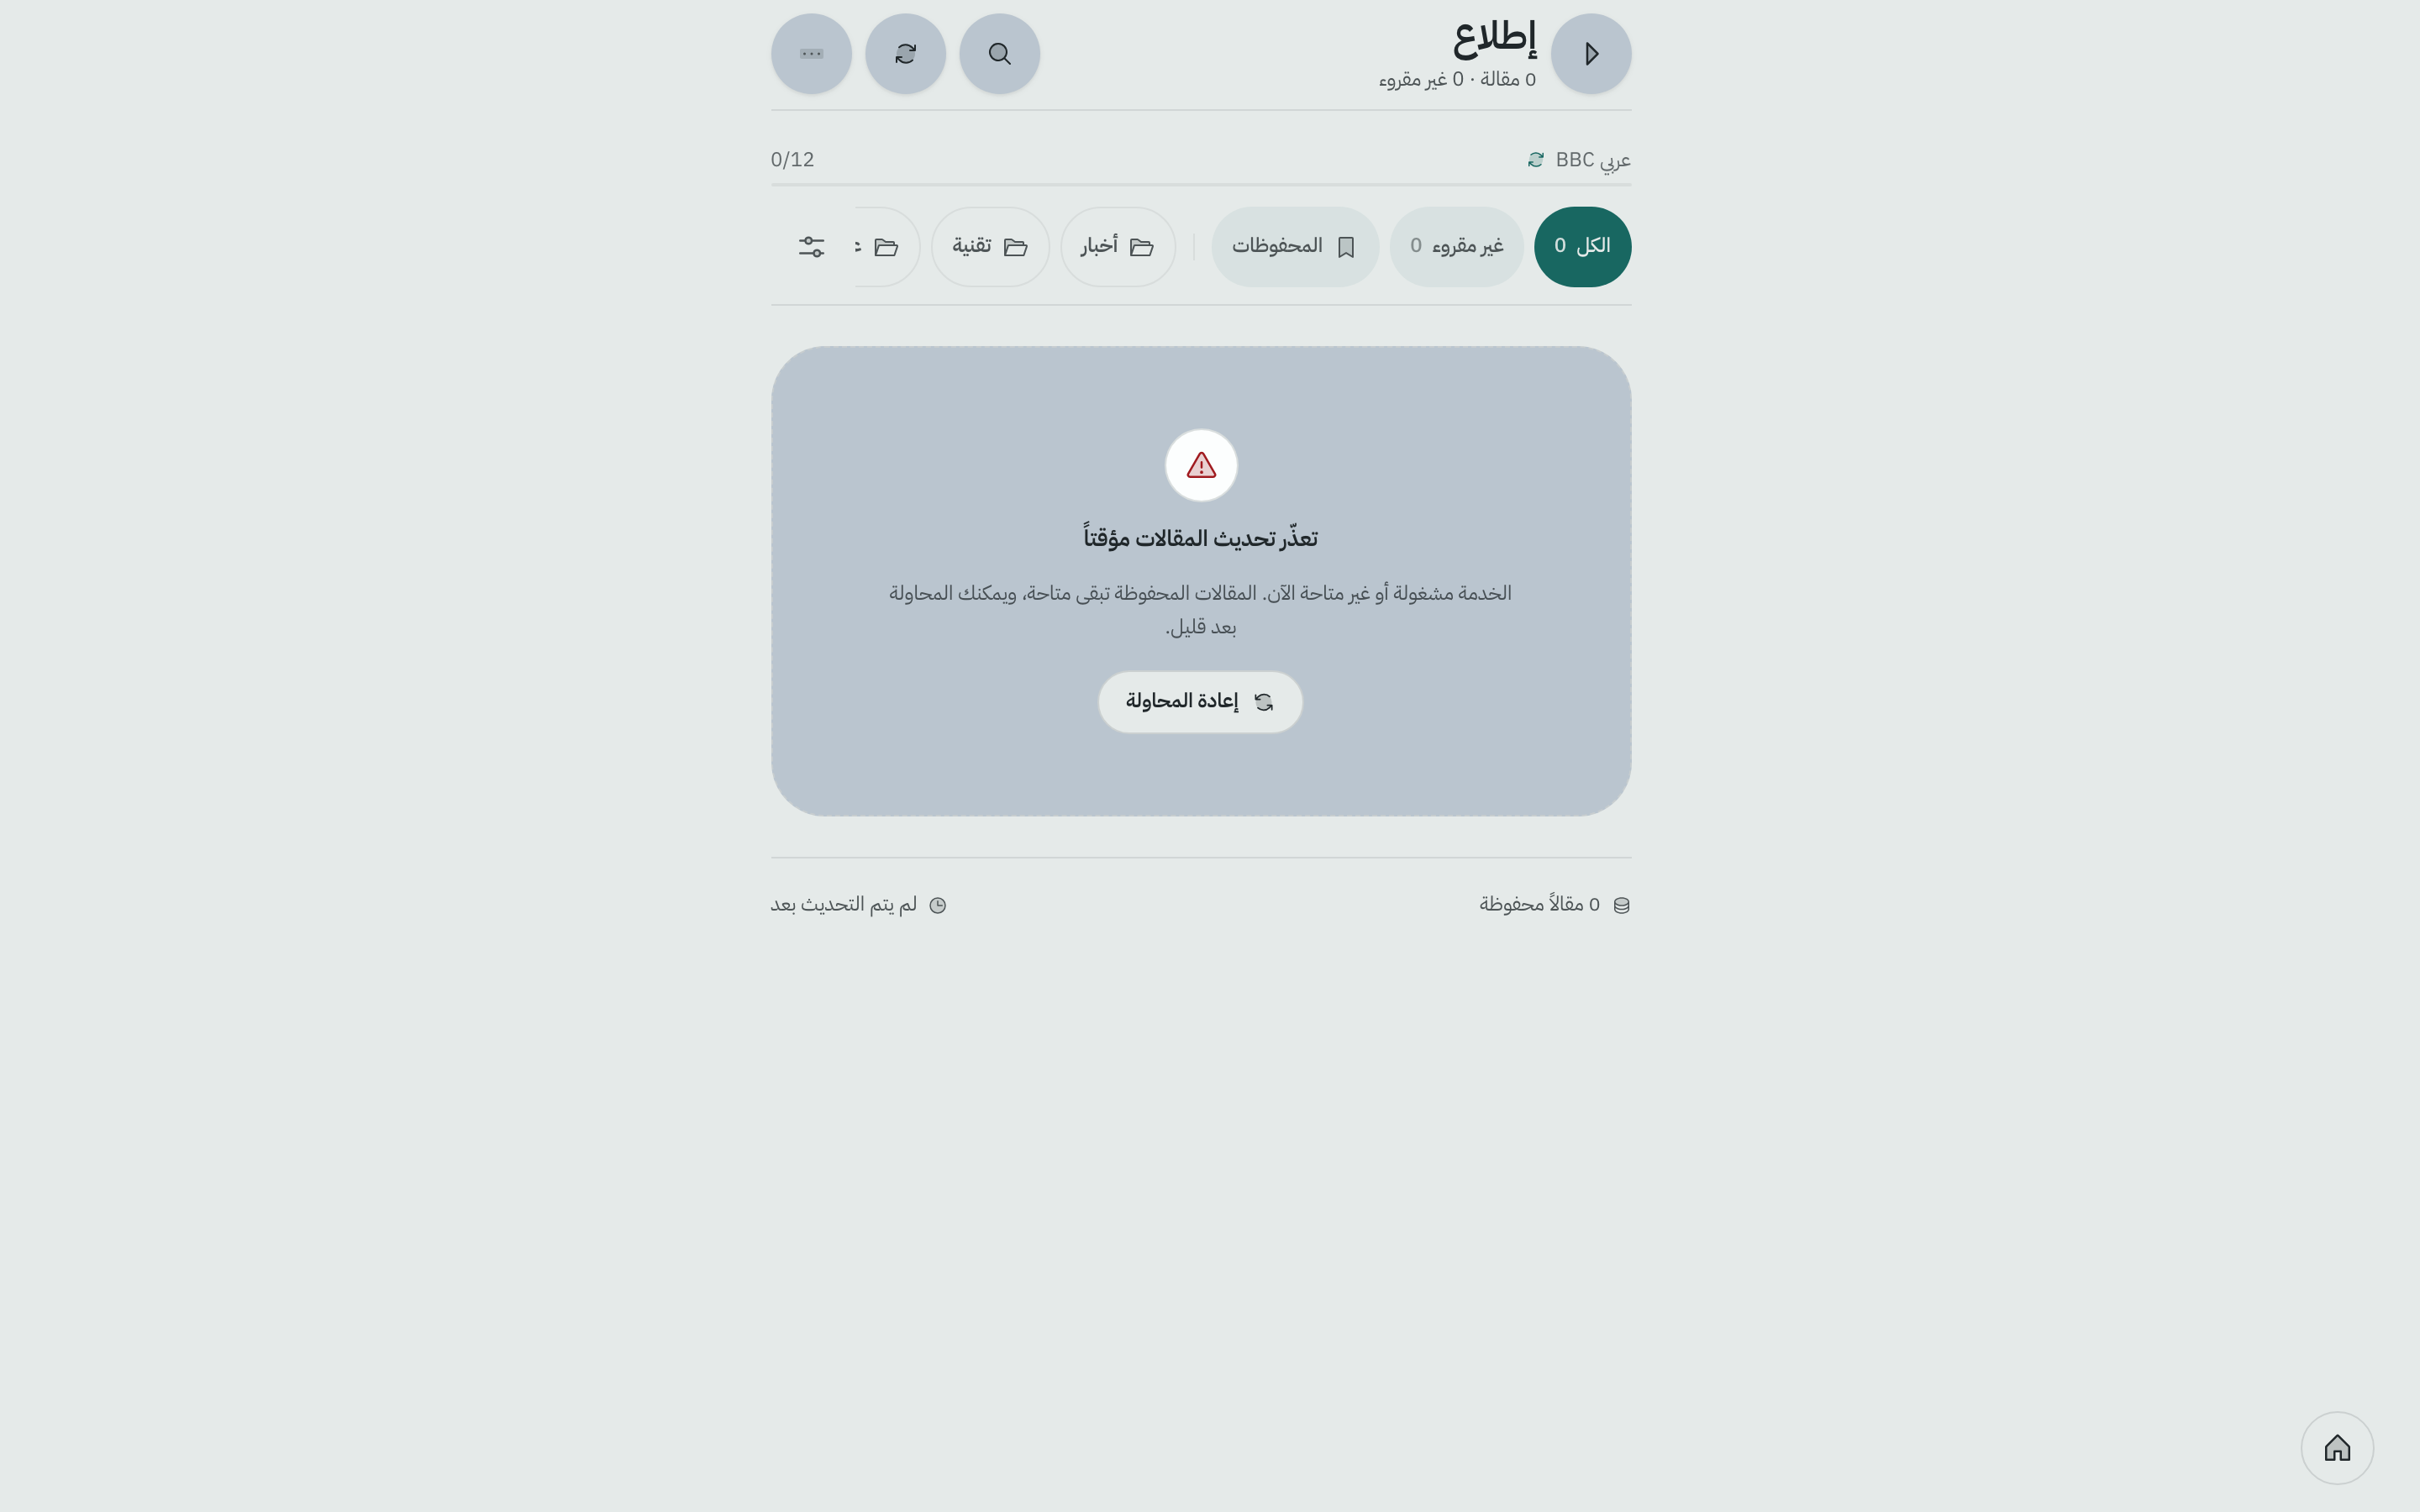 إطلاع
0 مقالة · 0 غير مقروء
عربي BBC
0/12
الكل 0
غير مقروء 0
المحفوظات
أخبار
تقنية
تعذّر تحديث المقالات مؤقتاً
الخدمة مشغولة أو غير متاحة الآن. المقالات المحفوظة تبقى متاحة، ويمكنك المحاولة
بعد قليل.
إعادة المحاولة
0 مقالاً محفوظة
لم يتم التحديث بعد